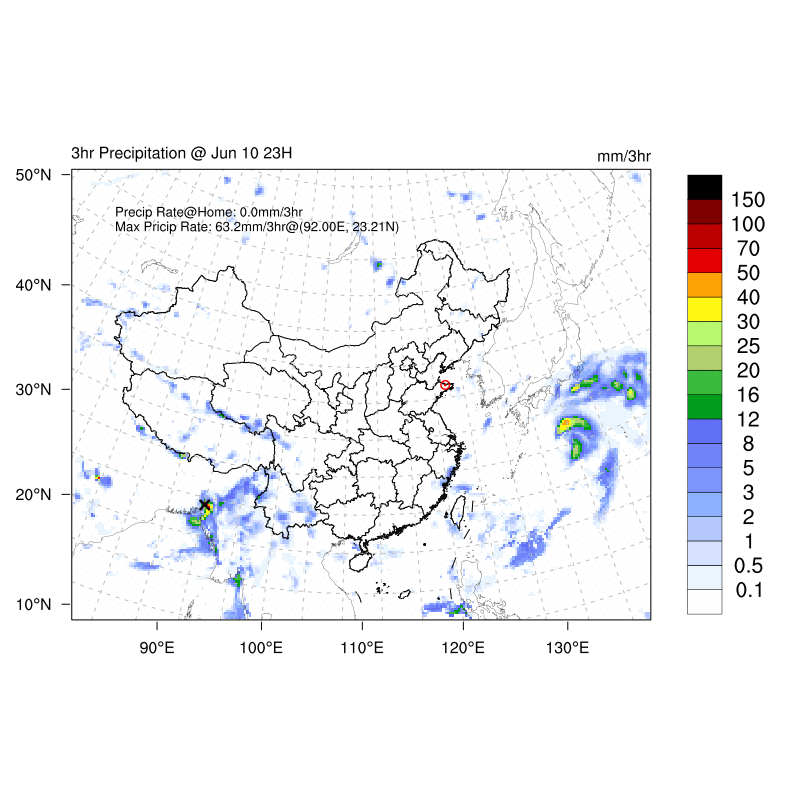 3hr Precipitation @ Jun 10 23H
mm/3hr
Precip Rate@Home: 0.0mm/3hr
Max Pricip Rate: 63.2mm/3hr@(92.00E, 23.21N)
50°N
40°N
30°N
20°N
10°N
90°E
100°E
110°E
120°E
130°E
150
100
70
50
40
30
25
20
16
12
8
5
3
2
1
0.5
0.1